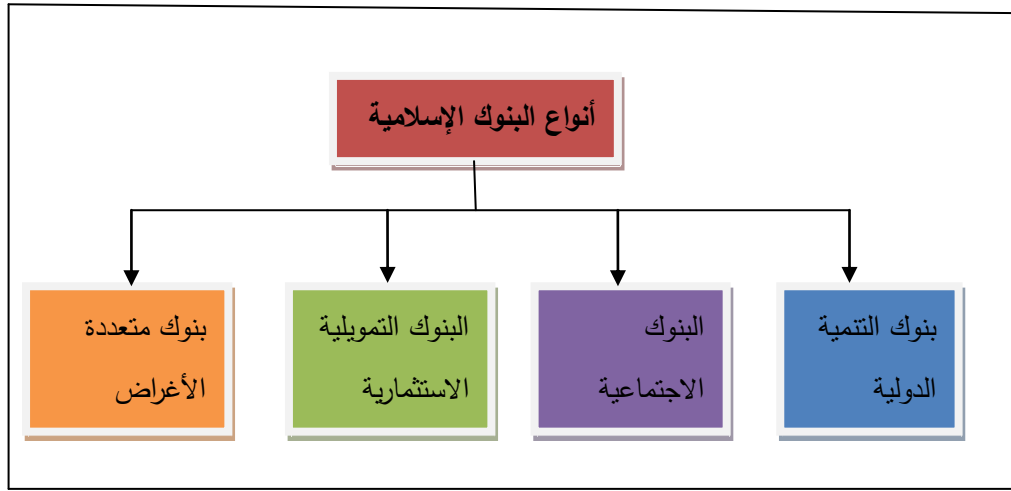 أنواع البنوك الإسلامية
بنوك التنمية
الدولية
البنوك
الاجتماعية
البنوك التمويلية
الاستثمارية
بنوك متعددة
الأغراض